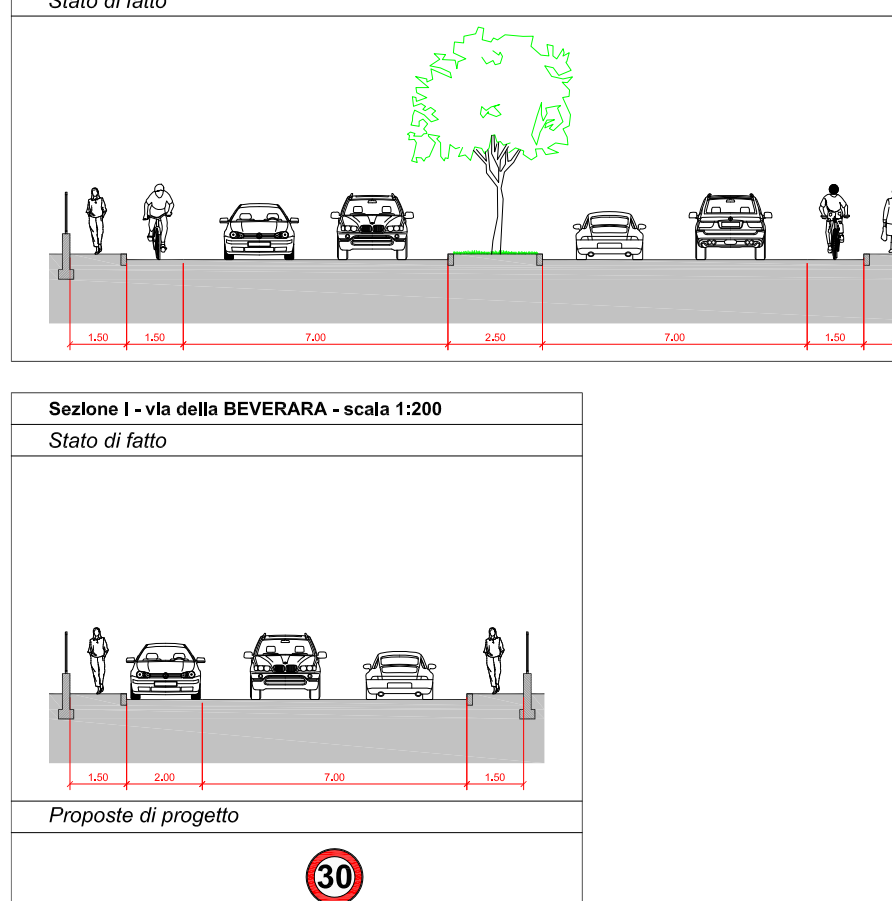 Stato di fatto
1.50 1.50 7.00 2.50 7.00 1.50
Sezione I - via della BEVERARA - scala 1:200
Stato di fatto
1.50 2.00 7.00 1.50
Proposte di progetto
30